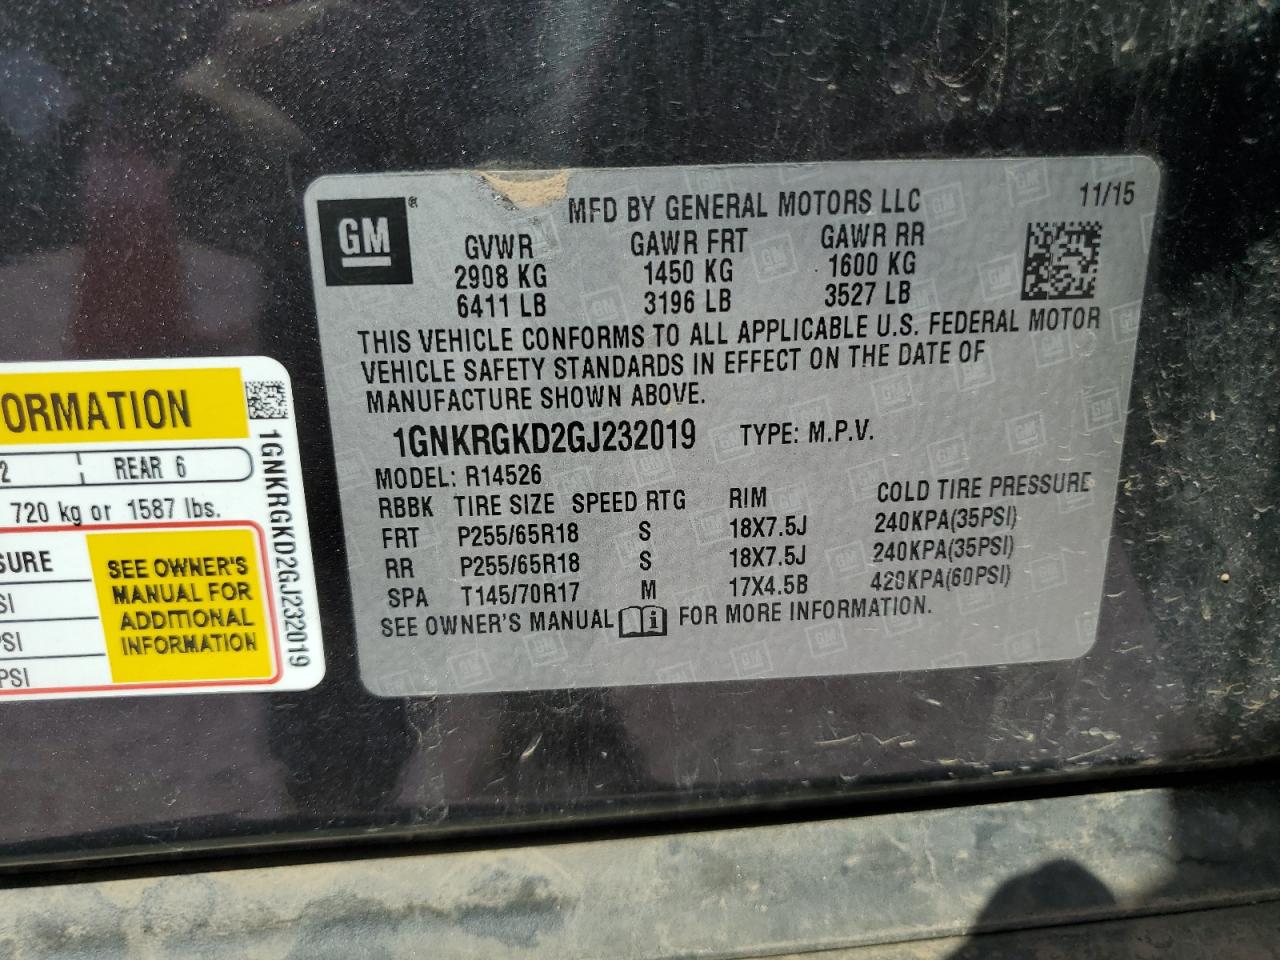 GM
®
MFD BY GENERAL MOTORS LLC
11/15
GVWR GAWR FRT GAWR RR
2908 KG 1450 KG 1600 KG
6411 LB 3196 LB 3527 LB
THIS VEHICLE CONFORMS TO ALL APPLICABLE U.S. FEDERAL MOTOR
VEHICLE SAFETY STANDARDS IN EFFECT ON THE DATE OF
MANUFACTURE SHOWN ABOVE.
1GNKRGKD2GJ232019 TYPE: M.P.V.
MODEL: R14526
RBBK TIRE SIZE SPEED RTG RIM COLD TIRE PRESSURE
FRT P255/65R18 S 18X7.5J 240KPA(35PSI)
RR P255/65R18 S 18X7.5J 240KPA(35PSI)
SPA T145/70R17 M 17X4.5B 420KPA(60PSI)
SEE OWNER'S MANUAL i FOR MORE INFORMATION.
ORMATION
2 REAR 6
720 kg or 1587 lbs.
SURE
SI
PSI
PSI
SEE OWNER'S
MANUAL FOR
ADDITIONAL
INFORMATION
1GNKRGKD2GJ232019